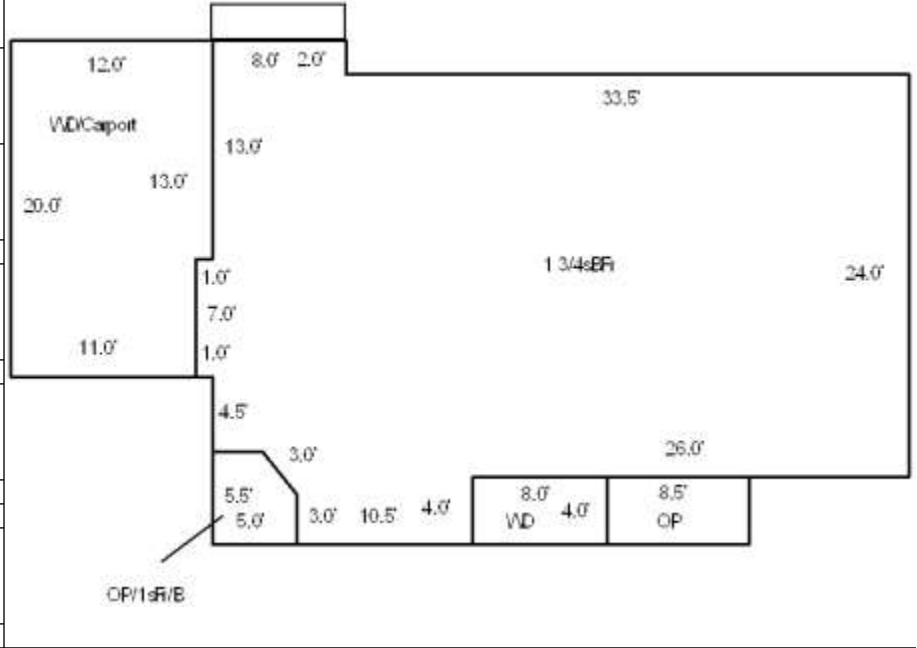 12.0' 8.0' 2.0'
33.5'
WD/Carport
13.0'
13.0'
20.0'
1 3/4sBFr
24.0'
1.0'
7.0'
11.0' 1.0'
4.5'
3.0' 26.0'
5.5' 8.0' 8.5'
5.0' 3.0' 10.5' 4.0' WD 4.0' OP
OP/1sFr/B